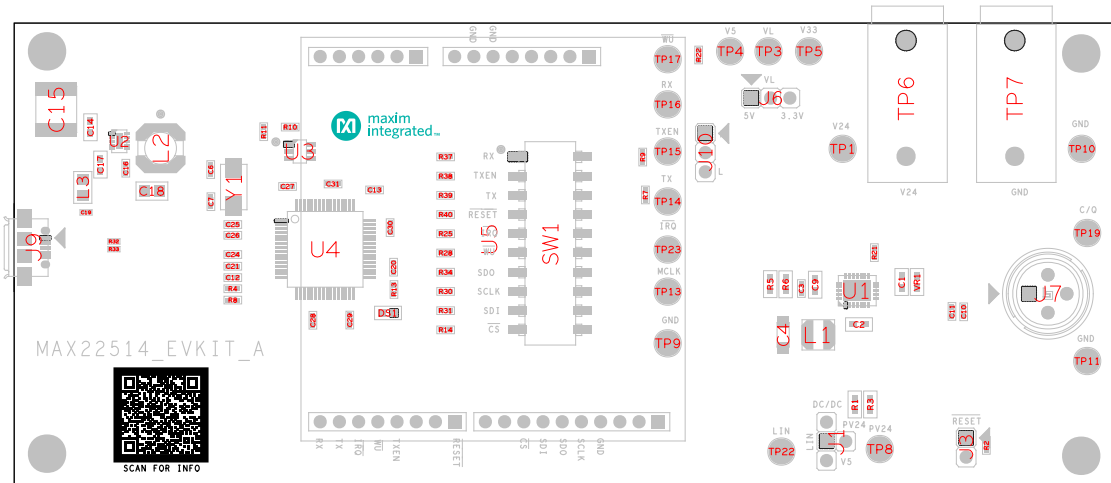 GND
GND
WU
R22
V5
VL
V33
TP17
TP4
TP3
TP5
TP6
TP7
C15
C14
U2
L2
R11
R10
maxim
integrated™
RX
TP16
VL
J6
5V
3.3V
TXEN
TP15
J10
L
V24
TP1
GND
TP10
U3
C17
C16
L3
C18
C19
C6
C7
Y1
C27
C31
C13
R37
R38
R39
R40
R25
R28
R34
R30
R31
R14
RX
TXEN
TX
RESET
IRQ
WU
SDO
SCLK
SDI
CS
U5
SW1
R9
R7
TX
TP14
V24
GND
C/Q
TP19
J9
R32
R33
C25
C26
C24
C21
C12
R4
R8
U4
C30
C20
R13
DS1
C28
C29
IRQ
TP23
MCLK
TP13
GND
TP9
R21
R5
R6
C3
C9
U1
C1
VR1
C11
C10
J7
C4
L1
C2
GND
TP11
MAX22514_EVKIT_A
SCAN FOR INFO
RX
TX
IRQ
WU
TXEN
RESET
CS
SDI
SDO
SCLK
GND
DC/DC
R1
R3
LIN
TP22
LIN
J1
PV24
V5
PV24
TP8
RESET
J3
R2